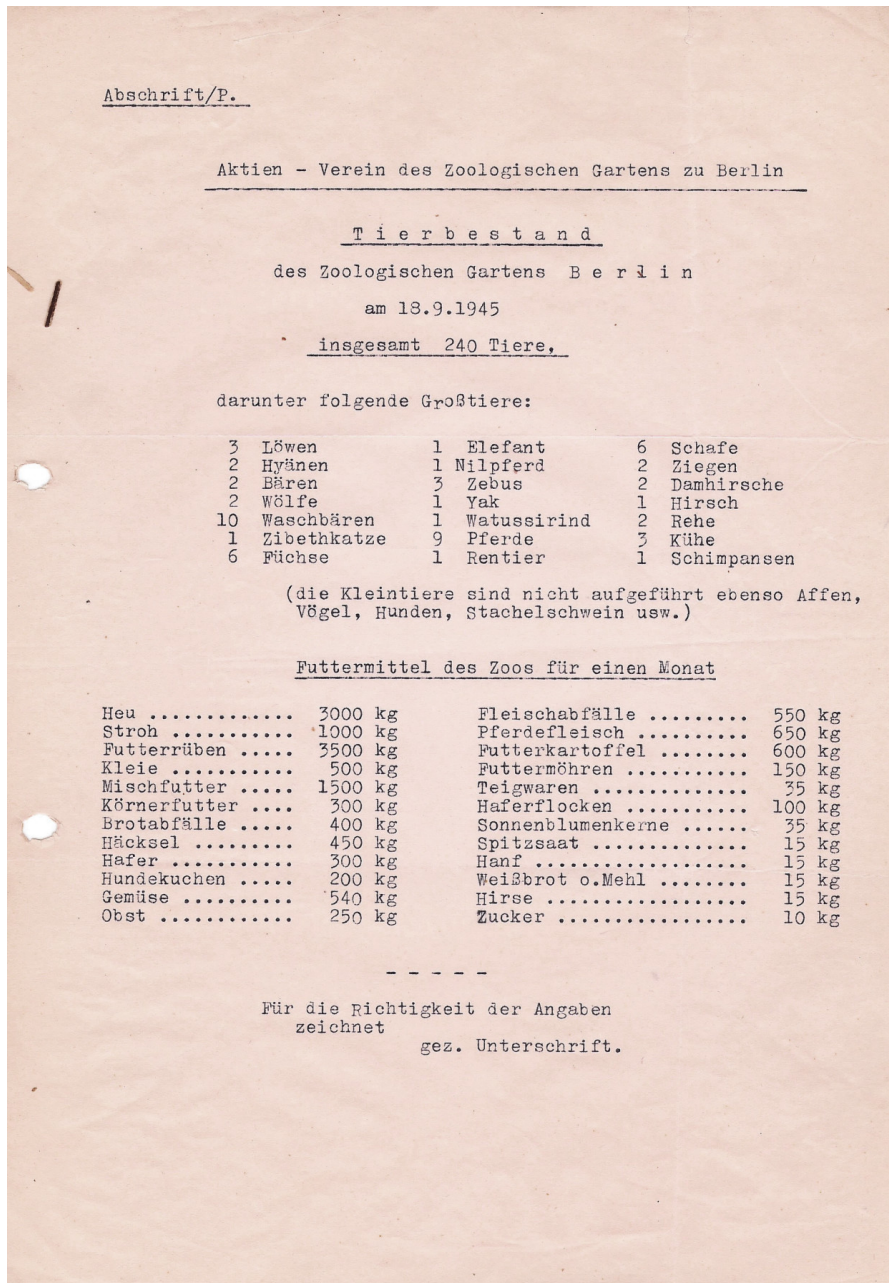 Abschrift/P.
Aktien - Verein des Zoologischen Gartens zu Berlin
T i e r b e s t a n d
des Zoologischen Gartens B e r l i n
am 18.9.1945
insgesamt 240 Tiere,
darunter folgende Großtiere:
3 Löwen 1 Elefant 6 Schafe
2 Hyänen 1 Nilpferd 2 Ziegen
2 Bären 3 Zebus 2 Damhirsche
2 Wölfe 1 Yak 1 Hirsch
10 Waschbären 1 Watussirind 2 Rehe
1 Zibethkatze 9 Pferde 3 Kühe
6 Füchse 1 Rentier 1 Schimpansen
(die Kleintiere sind nicht aufgeführt ebenso Affen,
Vögel, Hunden, Stachelschwein usw.)
Futtermittel des Zoos für einen Monat
Heu ............. 3000 kg Fleischabfälle ......... 550 kg
Stroh ........... 1000 kg Pferdefleisch .......... 650 kg
Futterrüben ..... 3500 kg Futterkartoffel ........ 600 kg
Kleie ........... 500 kg Futtermöhren ........... 150 kg
Mischfutter ..... 1500 kg Teigwaren .............. 35 kg
Körnerfutter .... 300 kg Haferflocken ........... 100 kg
Brotabfälle ..... 400 kg Sonnenblumenkerne ...... 35 kg
Häcksel ......... 450 kg Spitzsaat .............. 15 kg
Hafer ........... 300 kg Hanf ................... 15 kg
Hundekuchen ..... 200 kg Weißbrot o.Mehl ........ 15 kg
Gemüse .......... 540 kg Hirse .................. 15 kg
Obst ............ 250 kg Zucker ................. 10 kg
- - - - -
Für die Richtigkeit der Angaben
zeichnet
gez. Unterschrift.